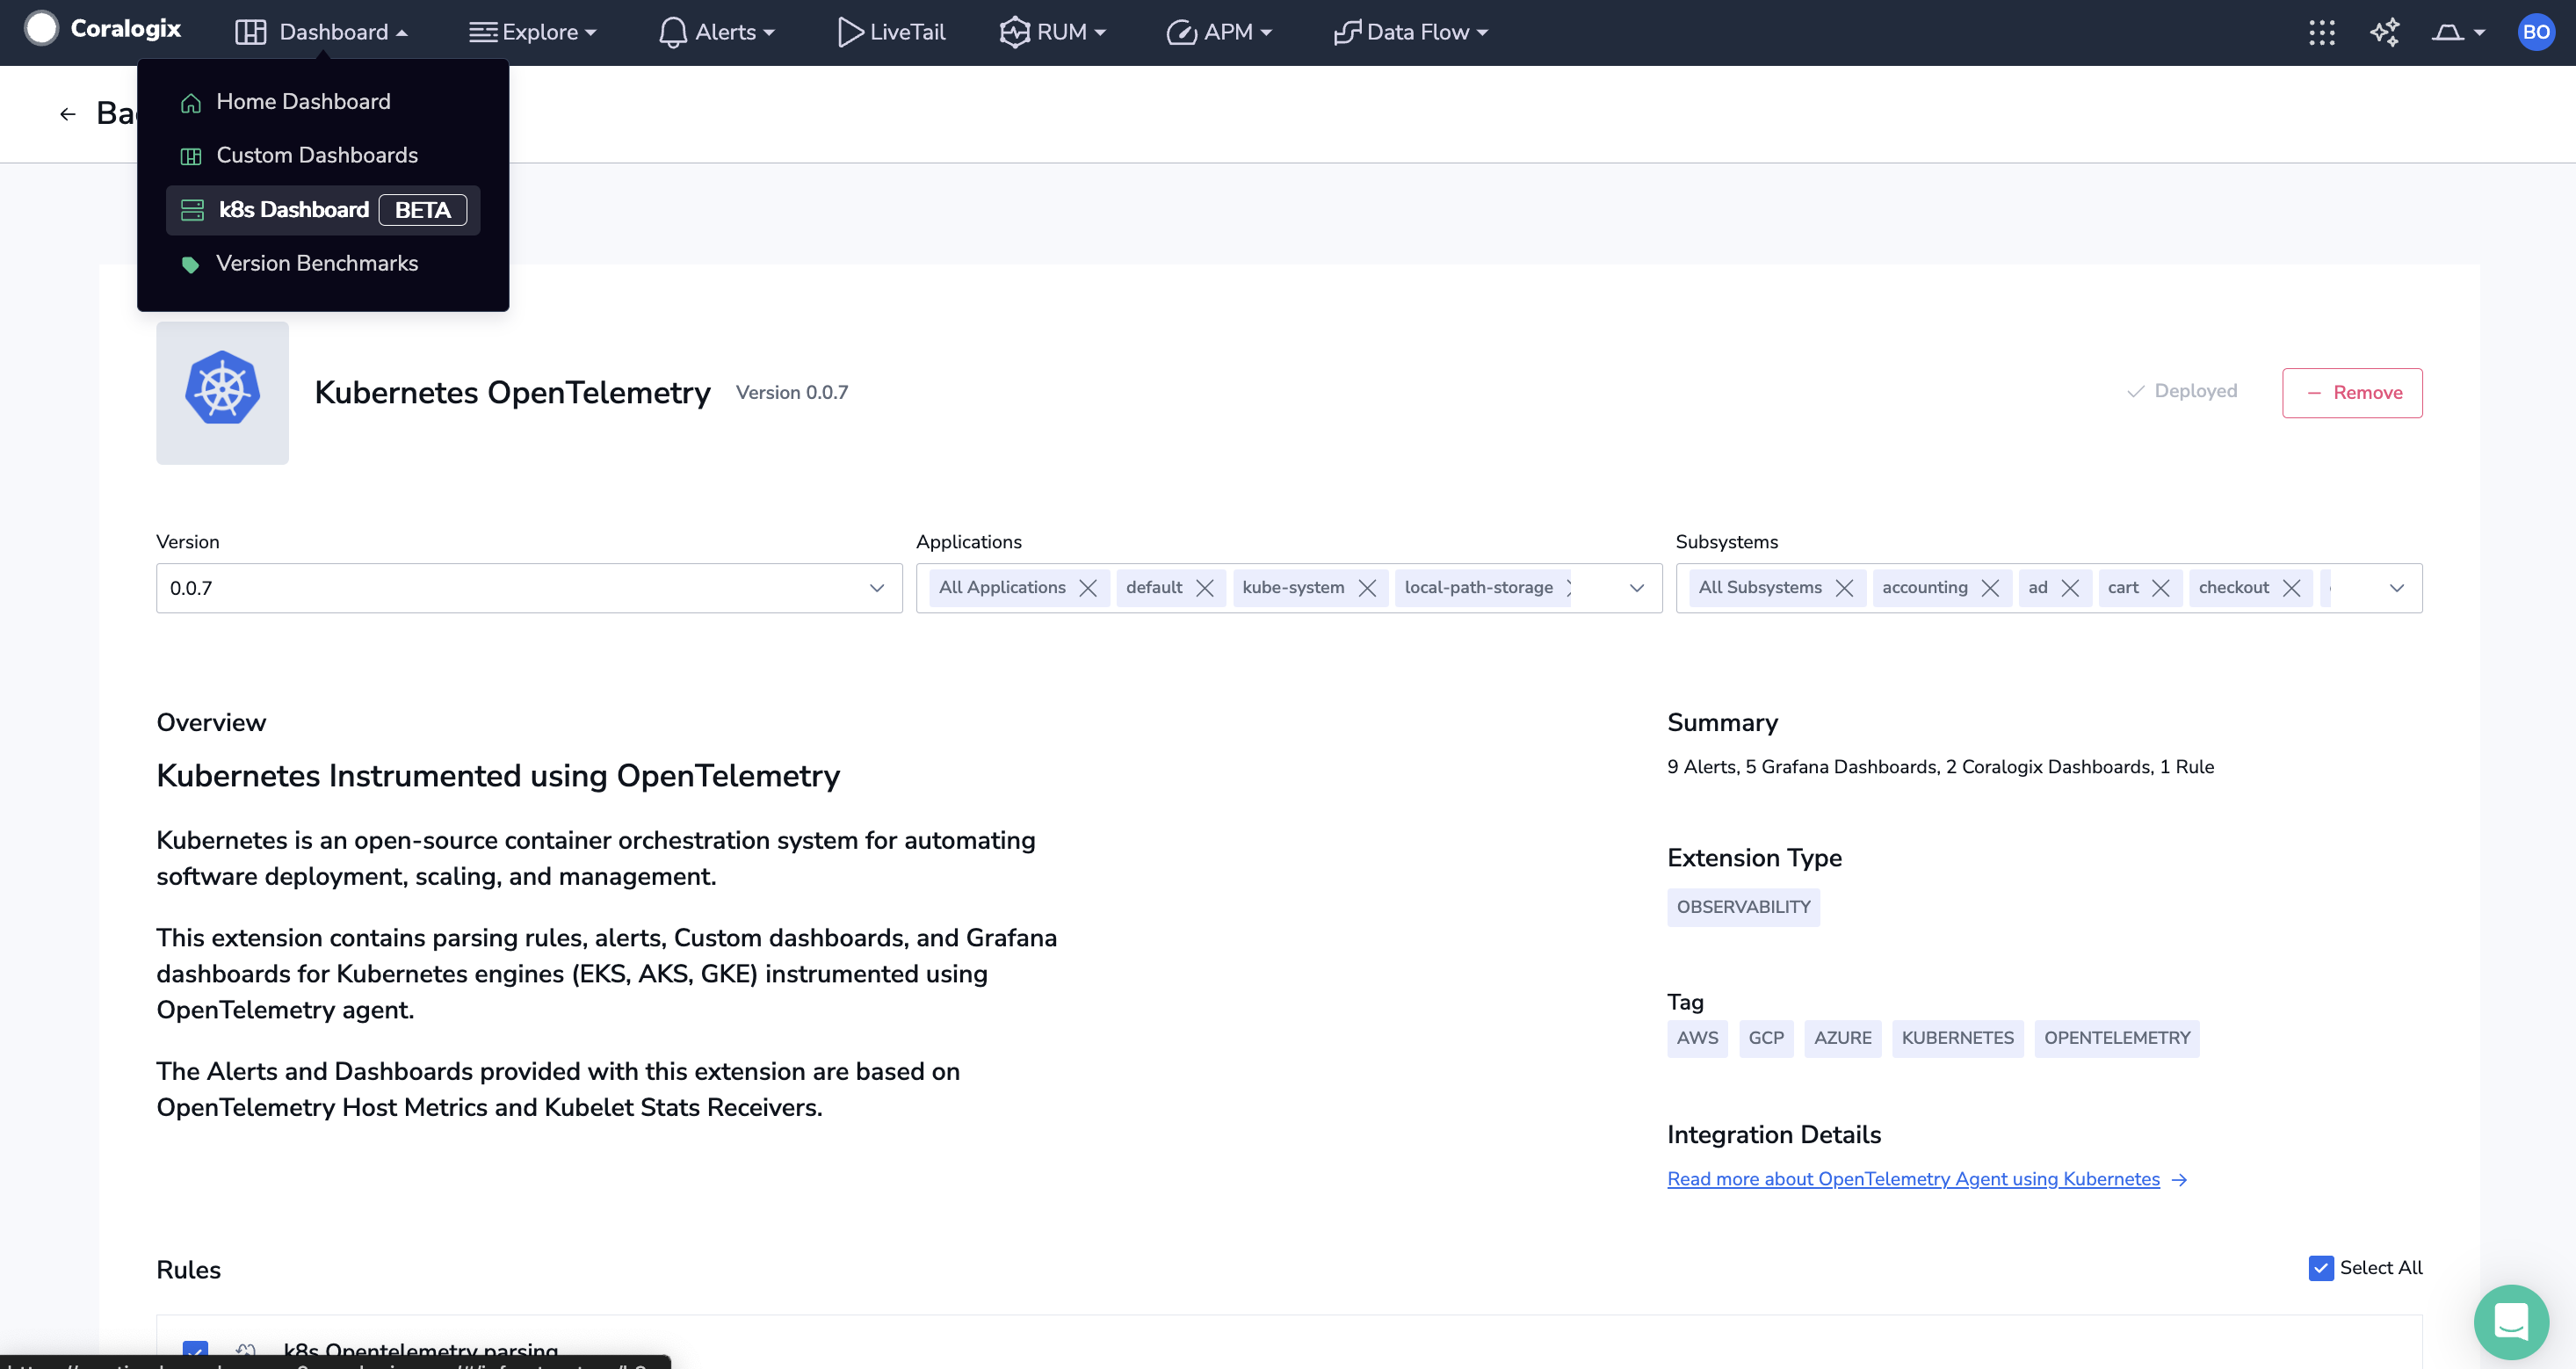 Coralogix
Dashboard
Explore
Alerts
LiveTail
RUM
APM
Data Flow
BO
Home Dashboard
Custom Dashboards
k8s Dashboard BETA
Version Benchmarks
Kubernetes OpenTelemetry Version 0.0.7
Deployed
Remove
Version
0.0.7
Applications
All Applications default kube-system local-path-storage
Subsystems
All Subsystems accounting ad cart checkout
Overview
Kubernetes Instrumented using OpenTelemetry
Kubernetes is an open-source container orchestration system for automating
software deployment, scaling, and management.
This extension contains parsing rules, alerts, Custom dashboards, and Grafana
dashboards for Kubernetes engines (EKS, AKS, GKE) instrumented using
OpenTelemetry agent.
The Alerts and Dashboards provided with this extension are based on
OpenTelemetry Host Metrics and Kubelet Stats Receivers.
Summary
9 Alerts, 5 Grafana Dashboards, 2 Coralogix Dashboards, 1 Rule
Extension Type
OBSERVABILITY
Tag
AWS GCP AZURE KUBERNETES OPENTELEMETRY
Integration Details
Read more about OpenTelemetry Agent using Kubernetes →
Rules
Select All
k8s Opentelemetry parsing